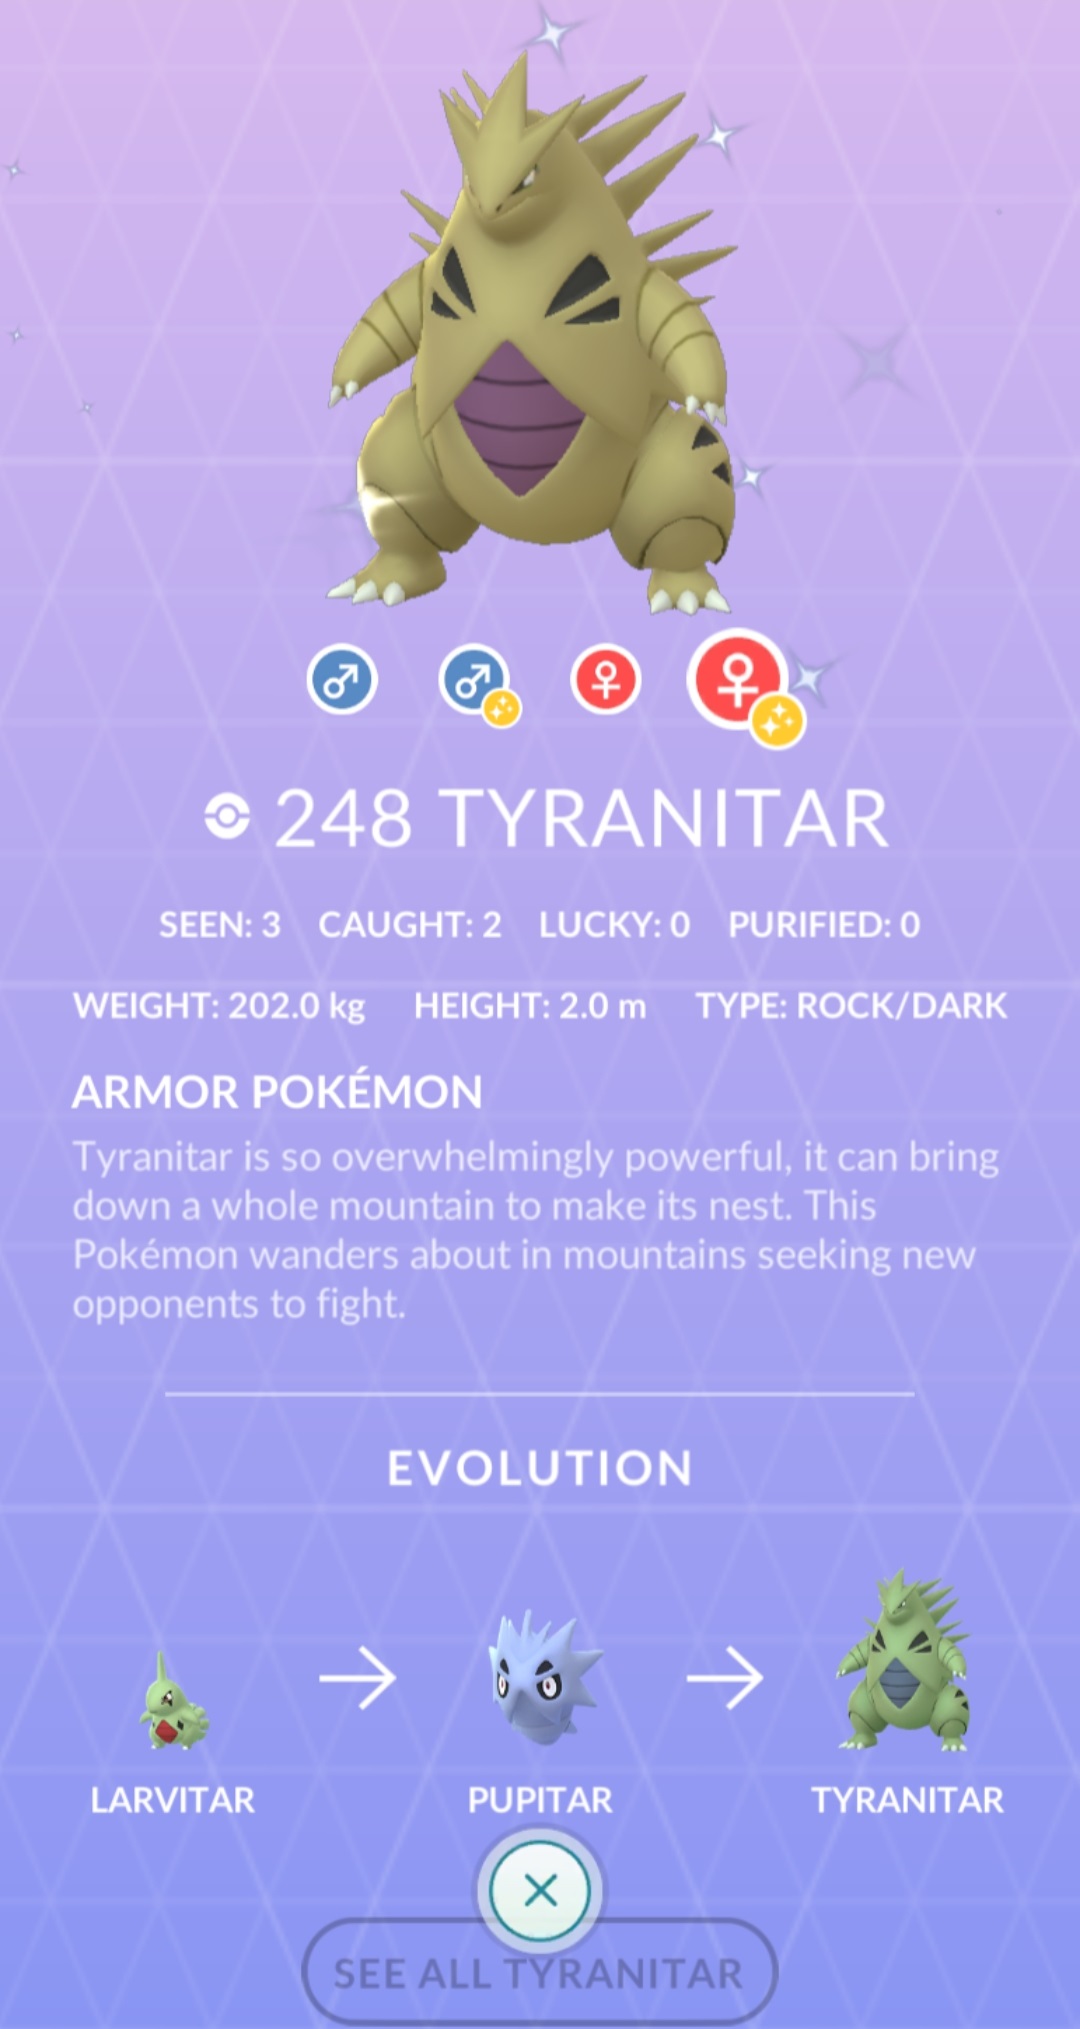 248 TYRANITAR
SEEN: 3 CAUGHT: 2 LUCKY: 0 PURIFIED: 0
WEIGHT: 202.0 kg HEIGHT: 2.0 m TYPE: ROCK/DARK
ARMOR POKÉMON
Tyranitar is so overwhelmingly powerful, it can bring
down a whole mountain to make its nest. This
Pokémon wanders about in mountains seeking new
opponents to fight.
EVOLUTION
LARVITAR PUPITAR TYRANITAR
SEE ALL TYRANITAR